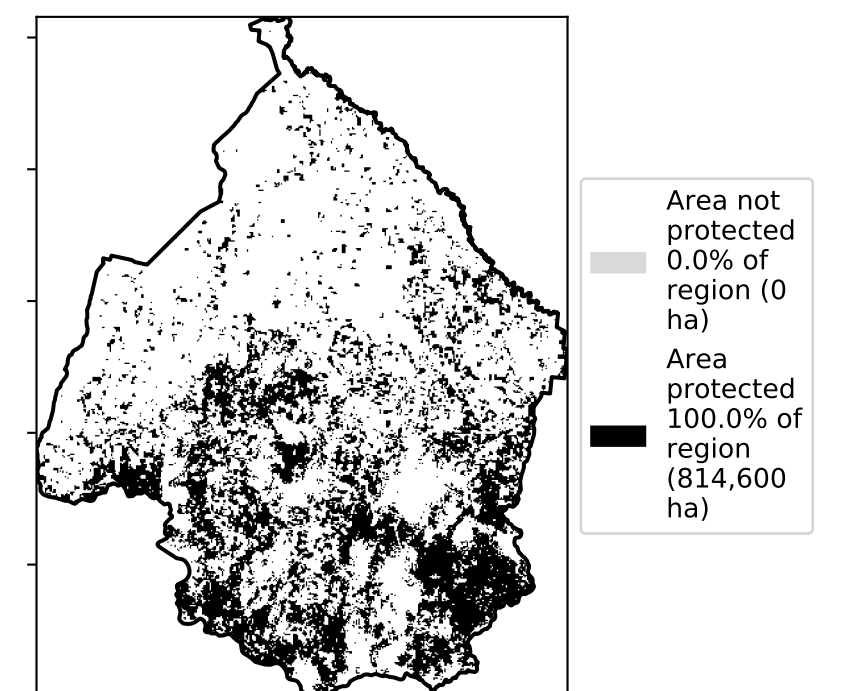 Area not
protected
0.0% of
region (0
ha)
Area
protected
100.0% of
region
(814,600
ha)